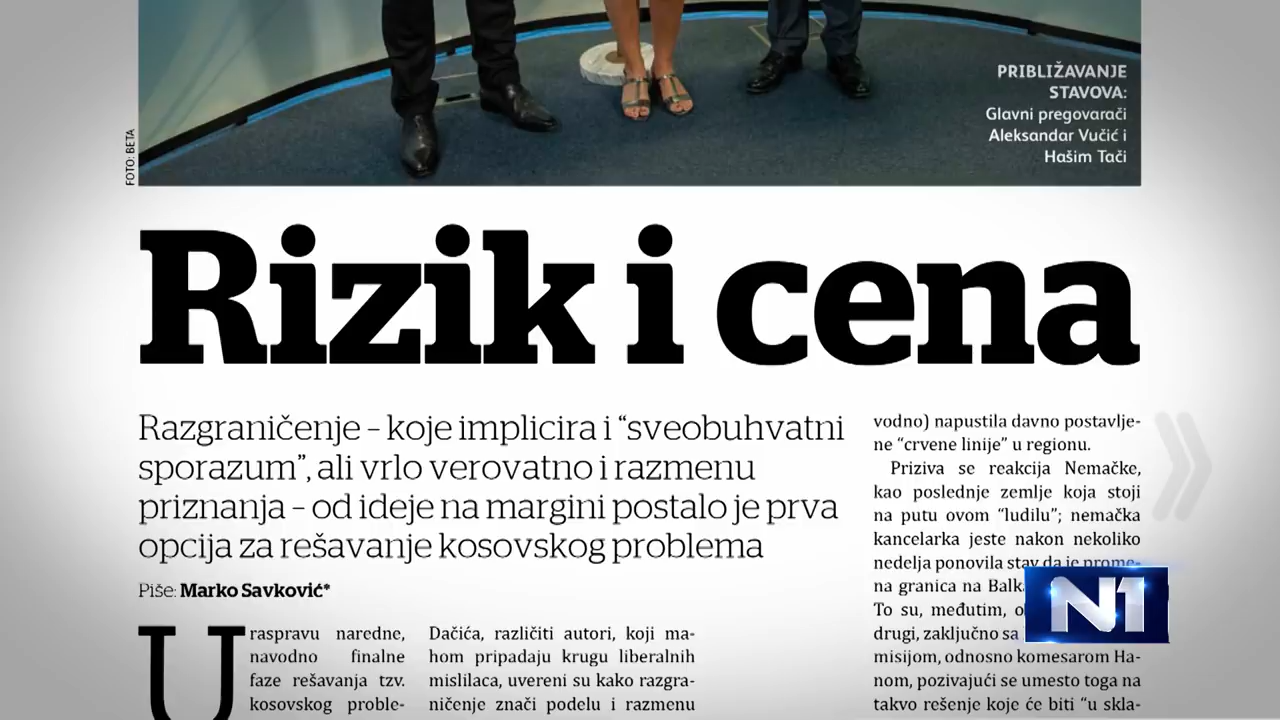 PRIBLIŽAVANJE
STAVOVA:
Glavni pregovarači
Aleksandar Vučić i
Hašim Tači
FOTO: BETA
Rizik i cena
Razgraničenje – koje implicira i “sveobuhvatni
sporazum”, ali vrlo verovatno i razmenu
priznanja – od ideje na margini postalo je prva
opcija za rešavanje kosovskog problema
Piše: Marko Savković*
U raspravu naredne,
navodno finalne
faze rešavanja tzv.
kosovskog proble-
Dačića, različiti autori, koji ma-
hom pripadaju krugu liberalnih
mislilaca, uvereni su kako razgra-
ničenje znači podelu i razmenu
vodno) napustila davno postavlje-
ne “crvene linije” u regionu.
Priziva se reakcija Nemačke,
kao poslednje zemlje koja stoji
na putu ovom “ludilu”; nemačka
kancelarka jeste nakon nekoliko
nedelja ponovila stav da je prome-
na granica na
To su, međutim,
drugi, zaključno sa
misijom, odnosno komesarom Ha-
nom, pozivajući se umesto toga na
takvo rešenje koje će biti “u skla-
N1